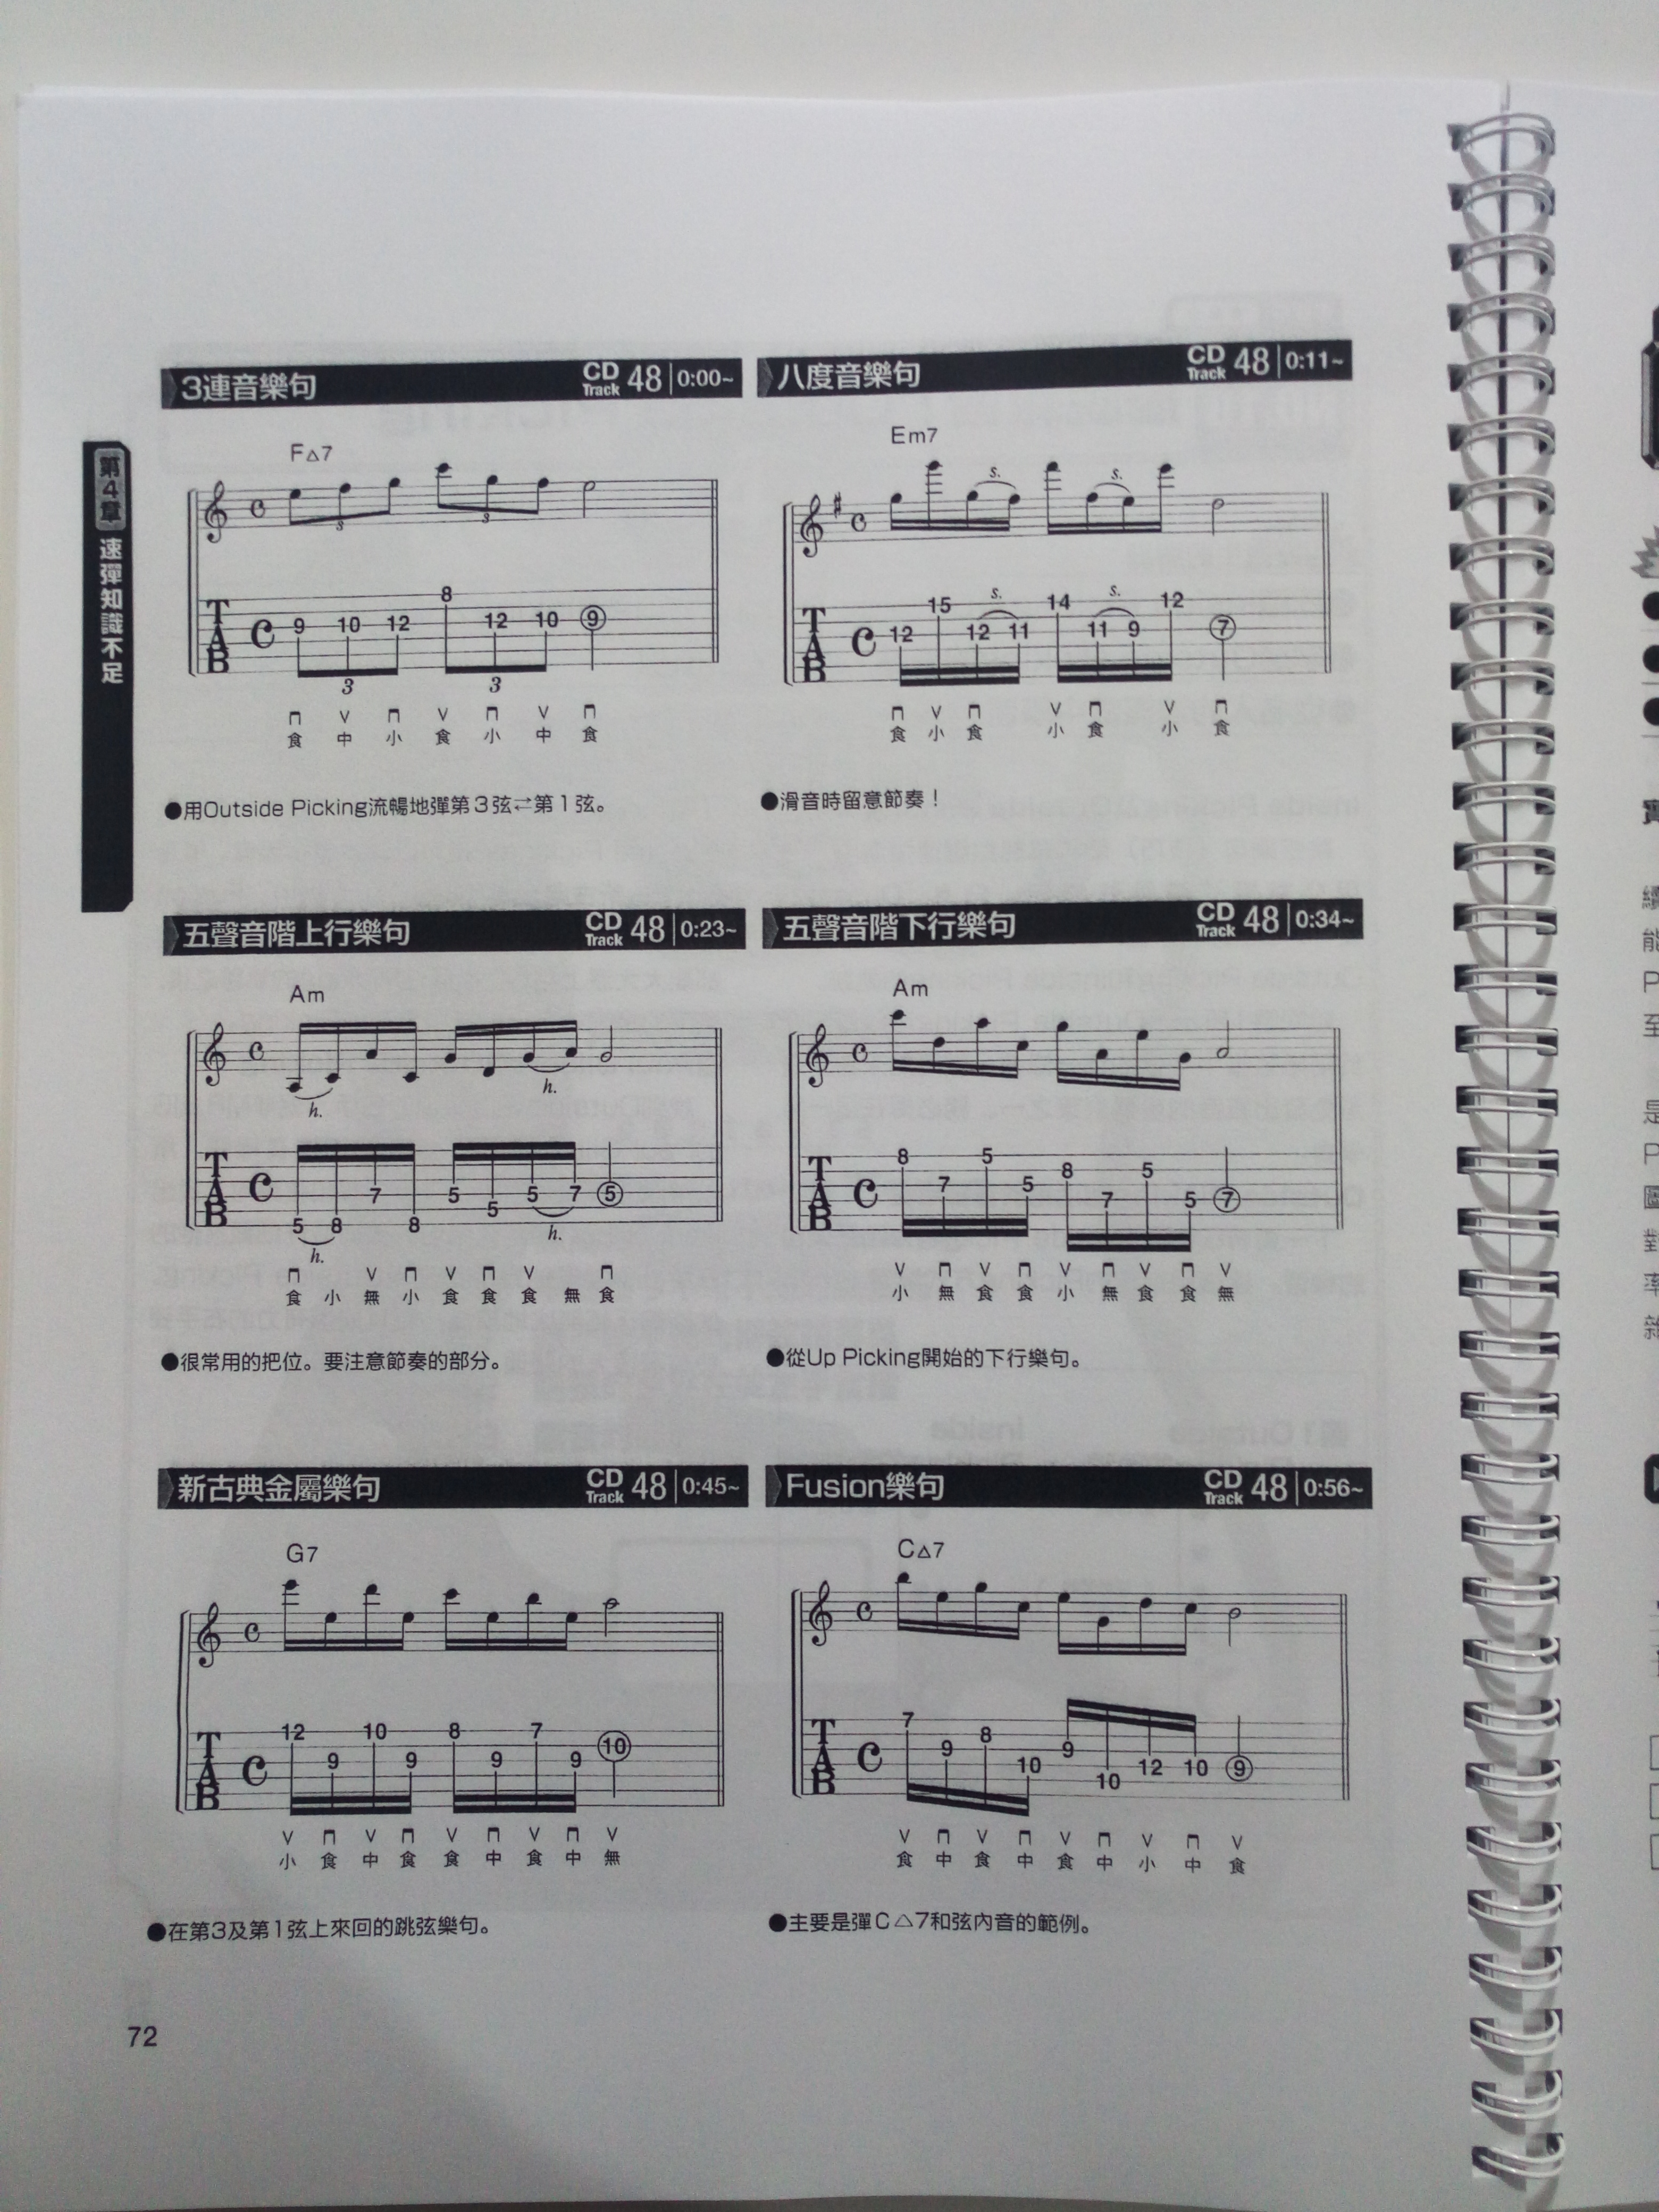 3連音樂句 CD Track 48 0:00~
F△7
3 3
T A B
9 10 12 8 12 10 9
3 3
食 中 小 食 小 中 食
●用Outside Picking流暢地彈第3弦⇄第1弦。
八度音樂句 CD Track 48 0:11~
Em7
s. s.
s. s.
T A B
12 15 12 11 14 11 9 12 7
食 小 食 小 食 小 食
●滑音時留意節奏！
第4章 速彈知識不足
五聲音階上行樂句 CD Track 48 0:23~
Am
h. h.
T A B
5 8 7 8 5 5 5 7 5
h. h.
食 小 無 小 食 食 食 無 食
●很常用的把位。要注意節奏的部分。
五聲音階下行樂句 CD Track 48 0:34~
Am
T A B
8 7 5 5 8 7 5 5 7
小 無 食 食 小 無 食 食 無
●從Up Picking開始的下行樂句。
新古典金屬樂句 CD Track 48 0:45~
G7
T A B
12 9 10 9 8 9 7 9 10
小 食 中 食 食 中 食 中 無
●在第3及第1弦上來回的跳弦樂句。
Fusion樂句 CD Track 48 0:56~
C△7
T A B
7 9 8 10 9 10 12 10 9
食 中 食 中 食 中 小 中 食
●主要是彈C△7和弦內音的範例。
72